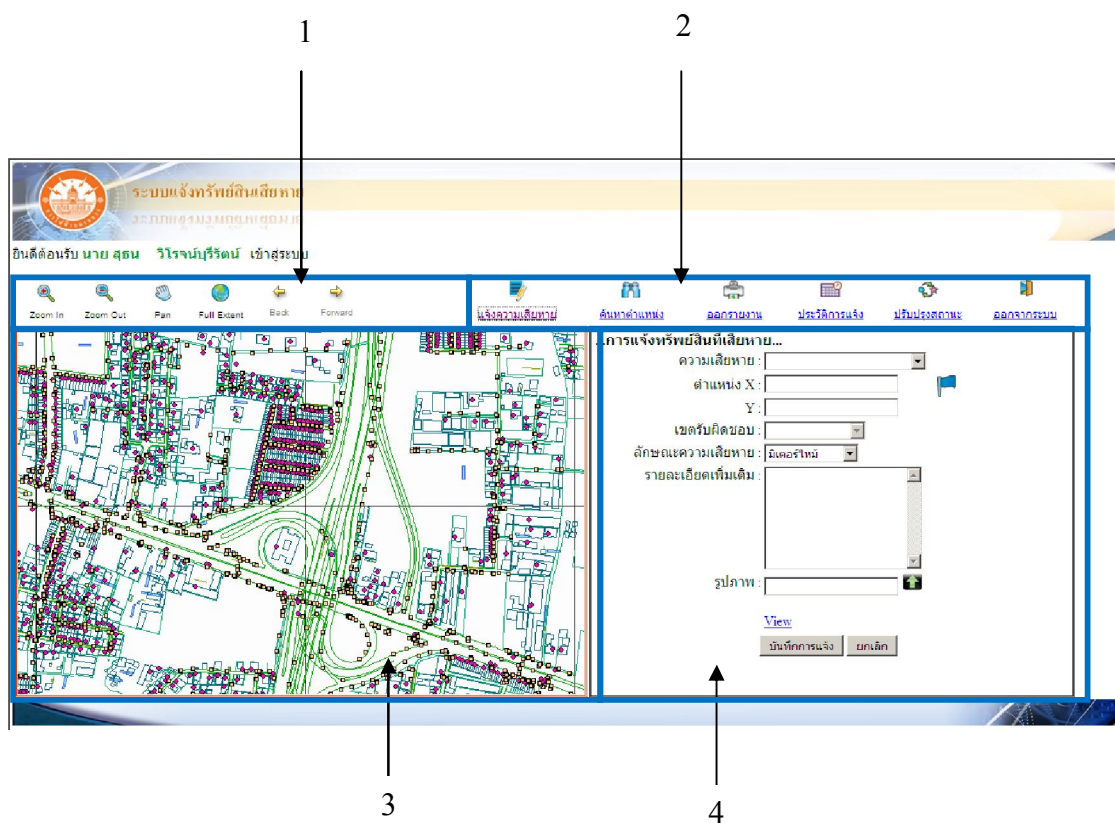 1
2
ระบบแจ้งทรัพย์สินเสียหาย
ยินดีต้อนรับ นาย สุธน วิโรจน์บุรีรัตน์ เข้าสู่ระบบ
Zoom In Zoom Out Pan Full Extent Back Forward
แจ้งความเสียหาย ค้นหาตำแหน่ง ออกรายงาน ประวัติการแจ้ง ปรับปรุงสถานะ ออกจากระบบ
..การแจ้งทรัพย์สินที่เสียหาย...
ความเสียหาย :
ตำแหน่ง X :
Y :
เขตรับผิดชอบ :
ลักษณะความเสียหาย : มิเตอร์ไหม้
รายละเอียดเพิ่มเติม :
รูปภาพ :
View
บันทึกการแจ้ง ยกเลิก
3
4